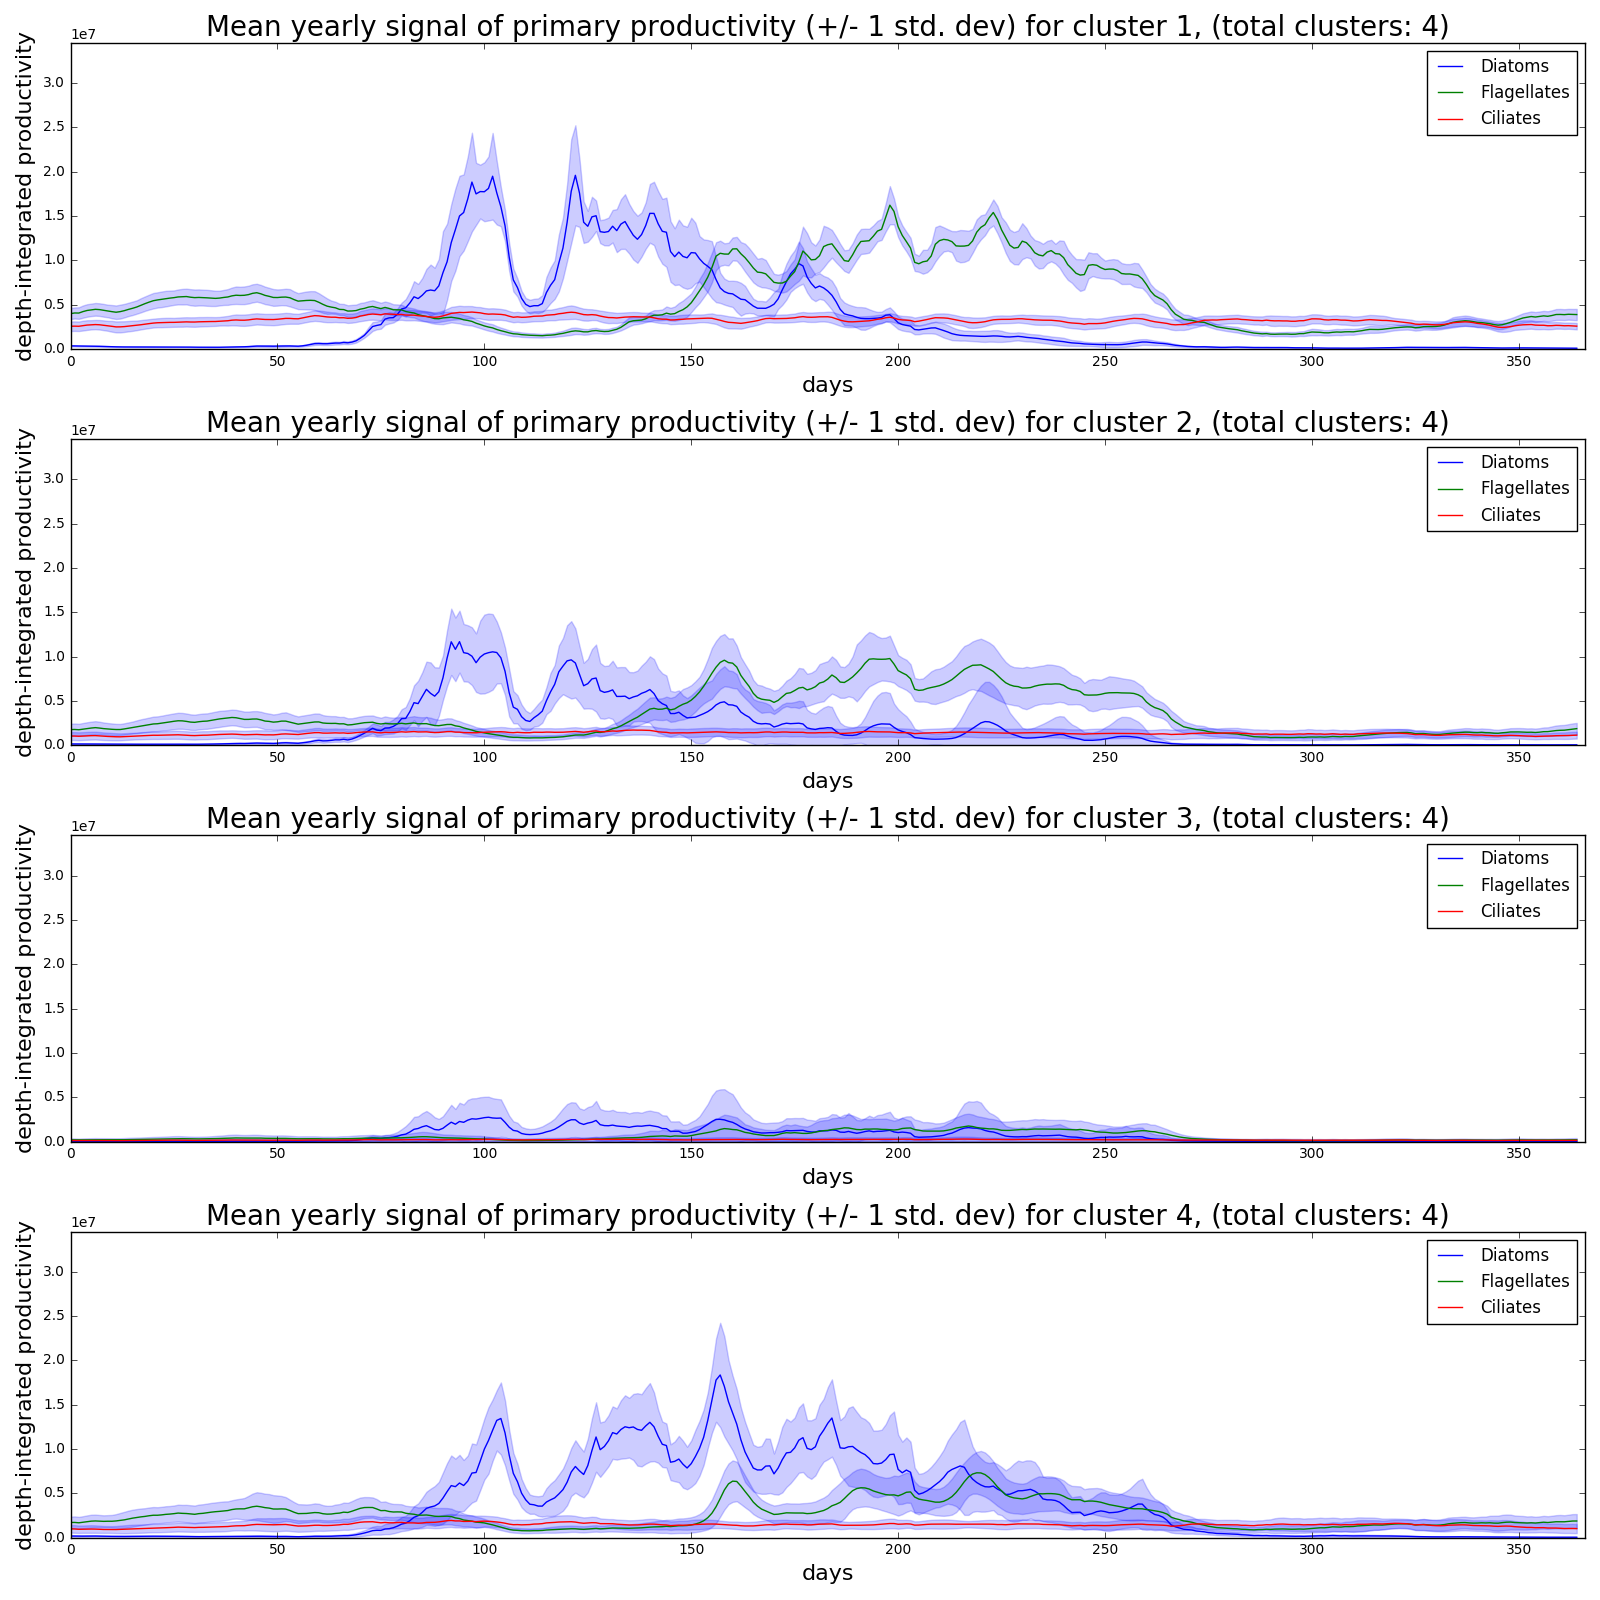 Mean yearly signal of primary productivity (+/- 1 std. dev) for cluster 1, (total clusters: 4)
1e7
depth-integrated productivity
3.0
2.5
2.0
1.5
1.0
0.5
0.0
Diatoms
Flagellates
Ciliates
0 50 100 150 200 250 300 350
days
Mean yearly signal of primary productivity (+/- 1 std. dev) for cluster 2, (total clusters: 4)
1e7
depth-integrated productivity
3.0
2.5
2.0
1.5
1.0
0.5
0.0
Diatoms
Flagellates
Ciliates
0 50 100 150 200 250 300 350
days
Mean yearly signal of primary productivity (+/- 1 std. dev) for cluster 3, (total clusters: 4)
1e7
depth-integrated productivity
3.0
2.5
2.0
1.5
1.0
0.5
0.0
Diatoms
Flagellates
Ciliates
0 50 100 150 200 250 300 350
days
Mean yearly signal of primary productivity (+/- 1 std. dev) for cluster 4, (total clusters: 4)
1e7
depth-integrated productivity
3.0
2.5
2.0
1.5
1.0
0.5
0.0
Diatoms
Flagellates
Ciliates
0 50 100 150 200 250 300 350
days